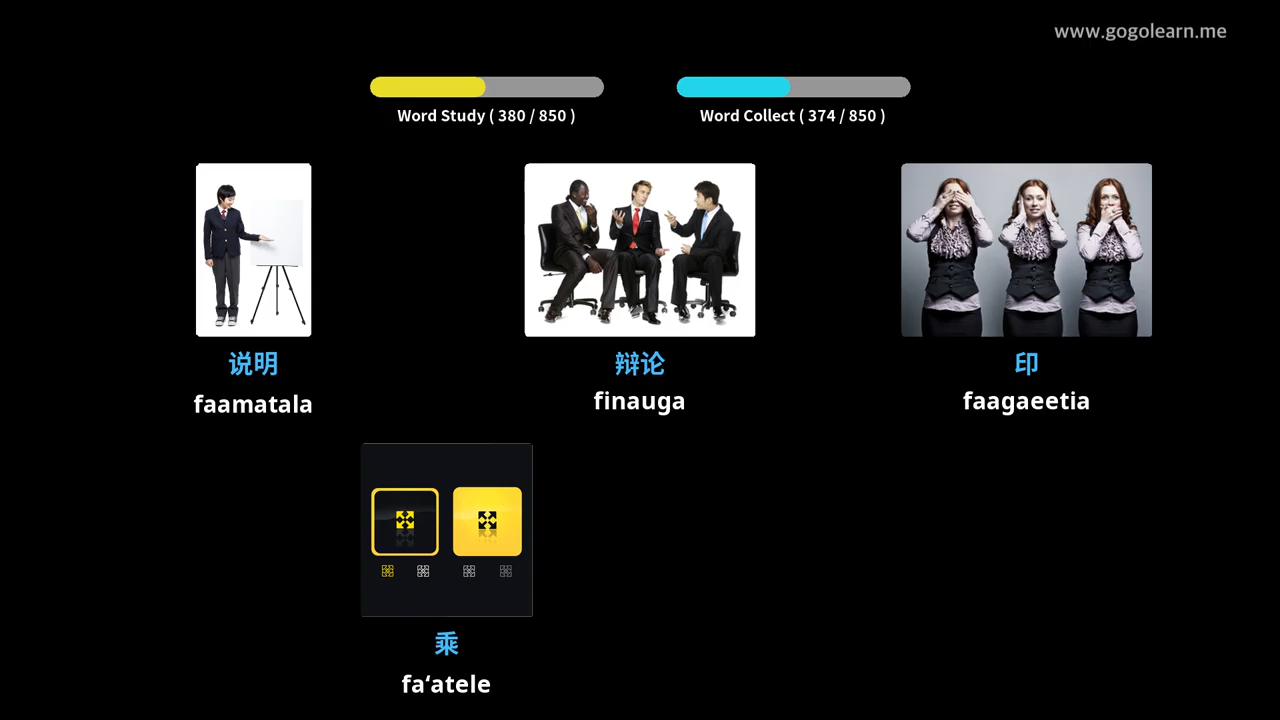 www.gogolearn.me
Word Study ( 380 / 850 )
Word Collect ( 374 / 850 )
说明
faamatala
辩论
finauga
印
faagaeetia
乘
fa‘atele